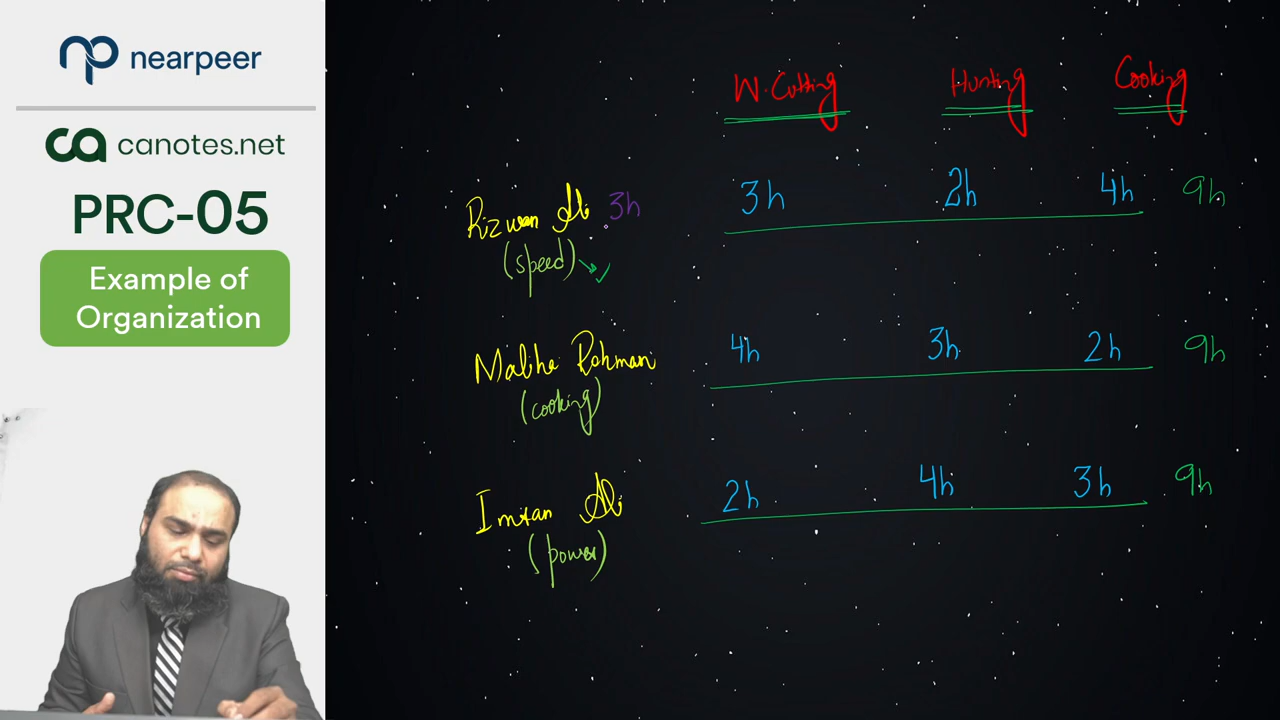 nearpeer
canotes.net
PRC-05
Example of
Organization
W. Cutting Hunting Cooking
Rizwan Ali 3h 3h 2h 4h 9h
(speed)
Maliha Rahmani 4h 3h 2h 9h
(cooking)
Imran Ali 2h 4h 3h 9h
(power)